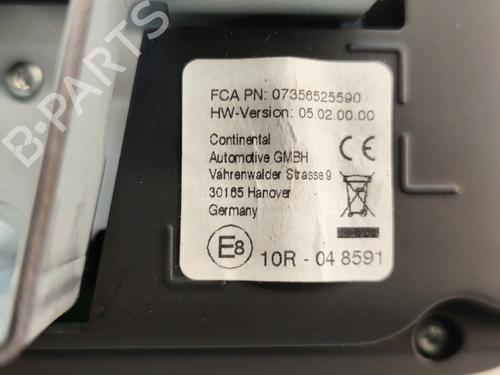 B-PARTS
FCA PN: 07356525590
HW-Version: 05.02.00.00
Continental
Automotive GMBH
Vahrenwalder Strasse 9
30165 Hanover
Germany
CE
E8
10R - 04 8591